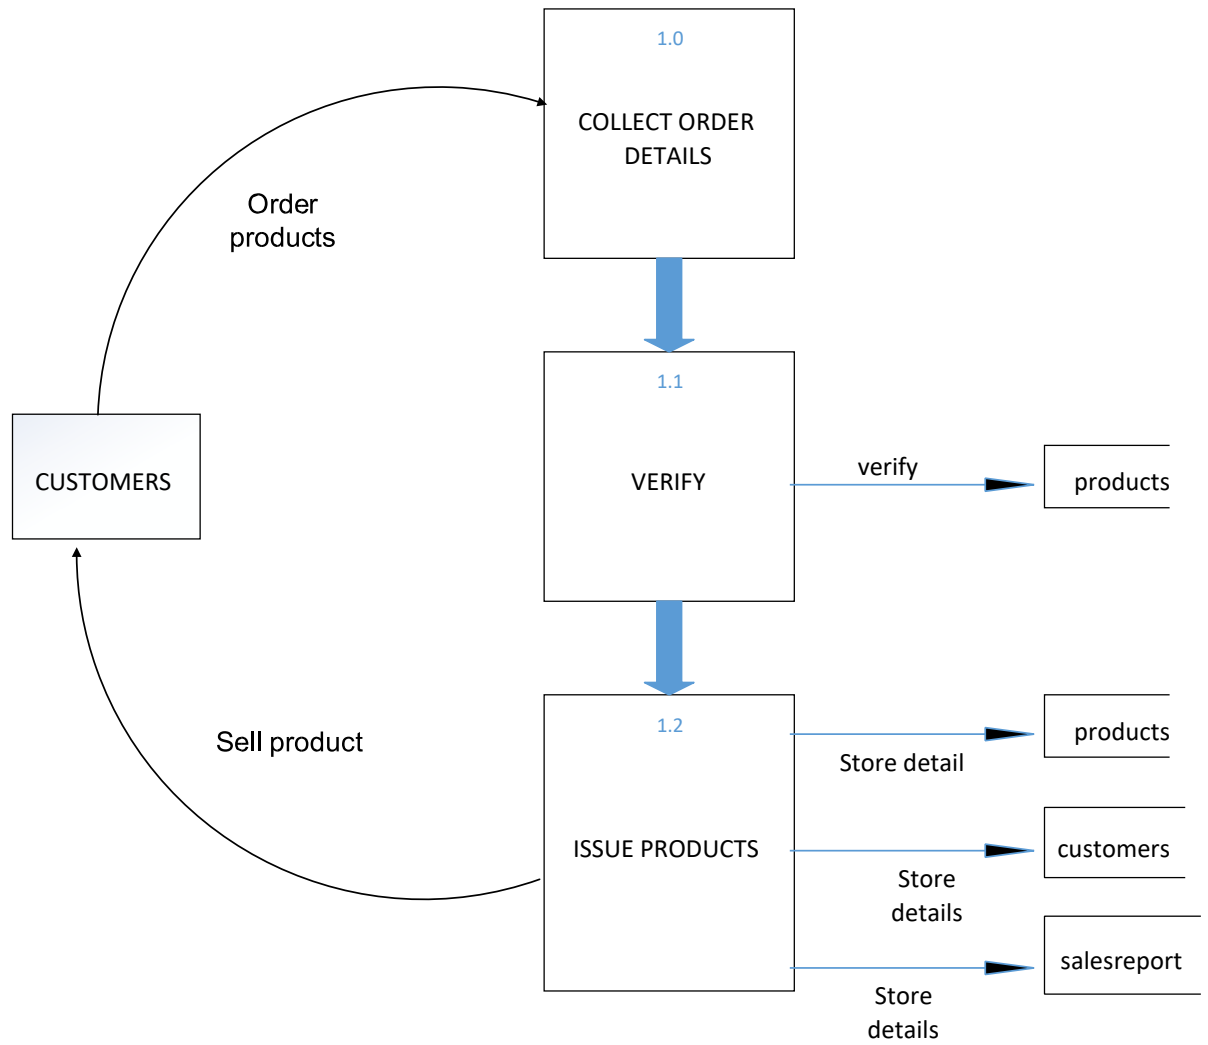 1.0
COLLECT ORDER
DETAILS
Order
products
1.1
CUSTOMERS
VERIFY
verify
products
1.2
Sell product
products
Store detail
ISSUE PRODUCTS
customers
Store
details
salesreport
Store
details